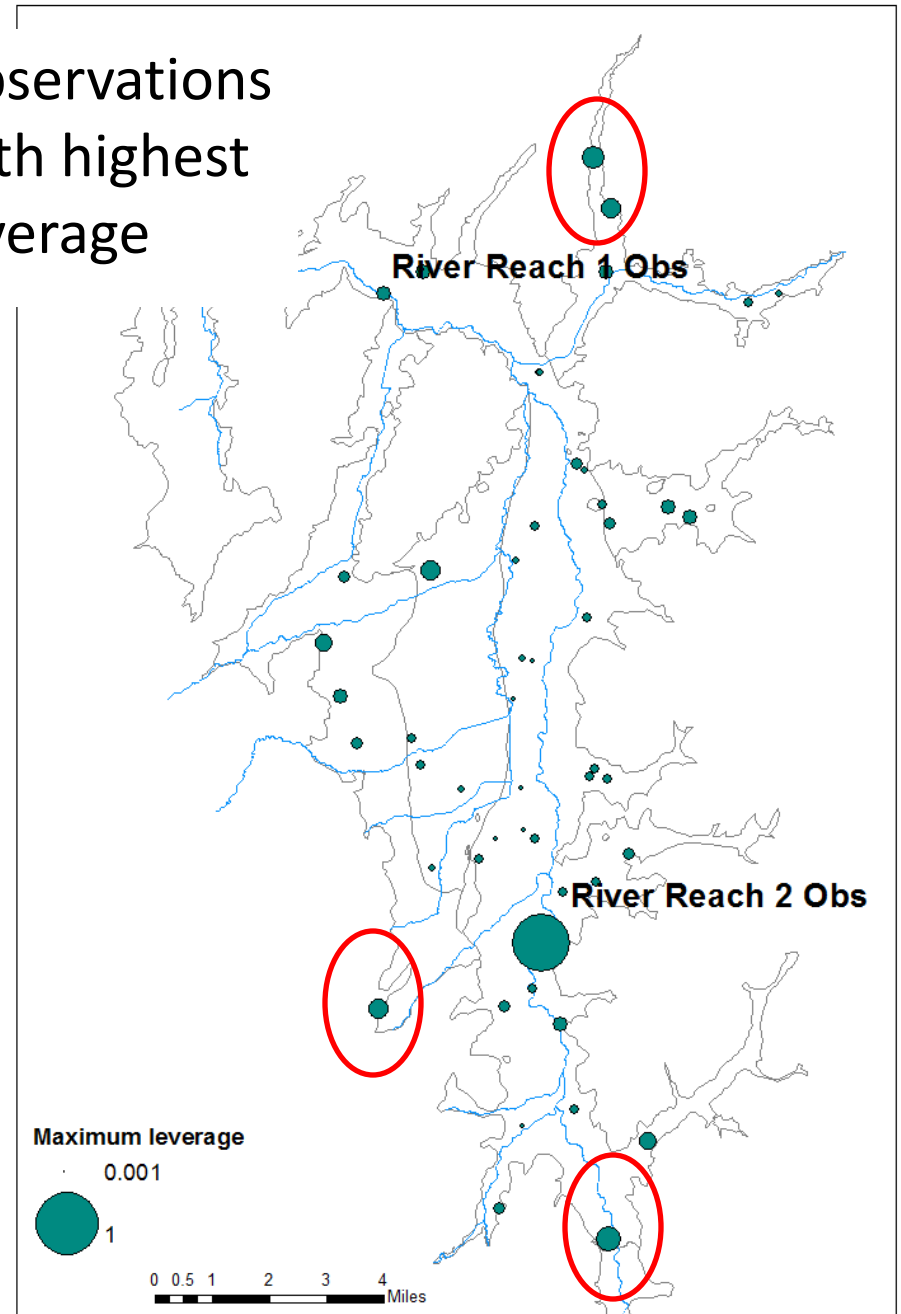 oservations
th highest
verage
River Reach 1 Obs
River Reach 2 Obs
Maximum leverage
0.001
1
0 0.5 1 2 3 4
Miles